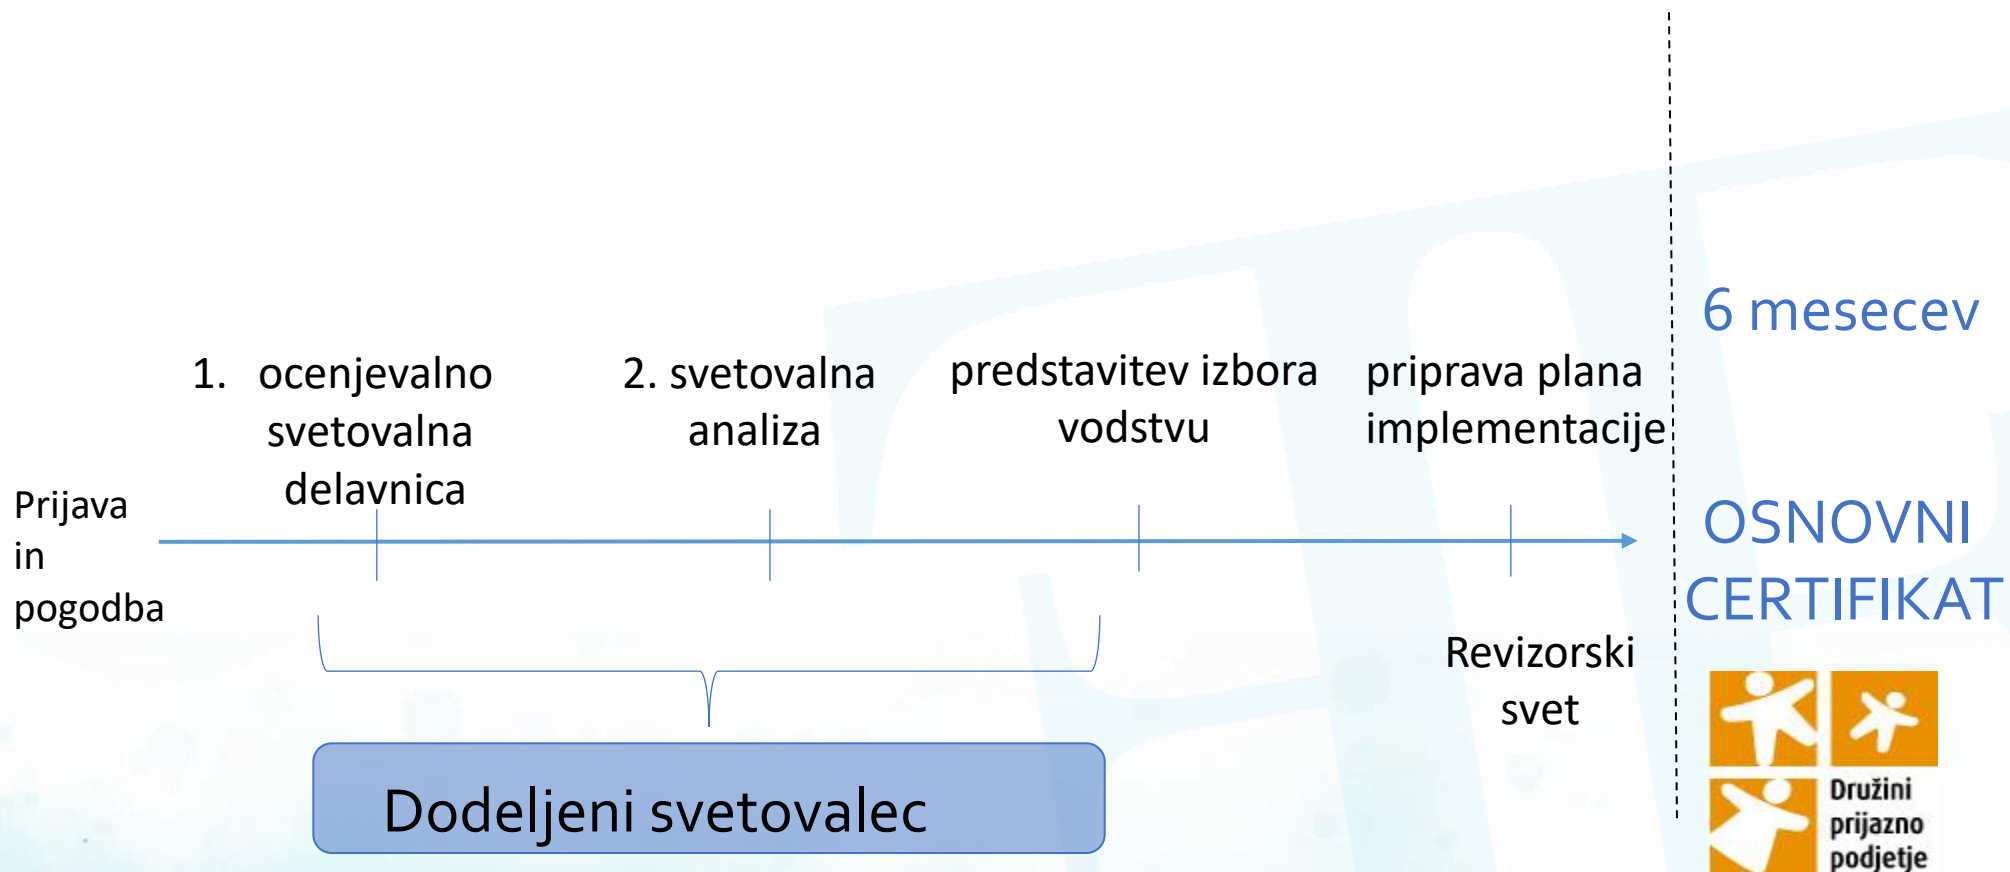 6 mesecev
1. ocenjevalno
svetovalna
delavnica
2. svetovalna
analiza
predstavitev izbora
vodstvu
priprava plana
implementacije
Prijava
in
pogodba
OSNOVNI
CERTIFIKAT
Revizorski
svet
Dodeljeni svetovalec
Družini
prijazno
podjetje